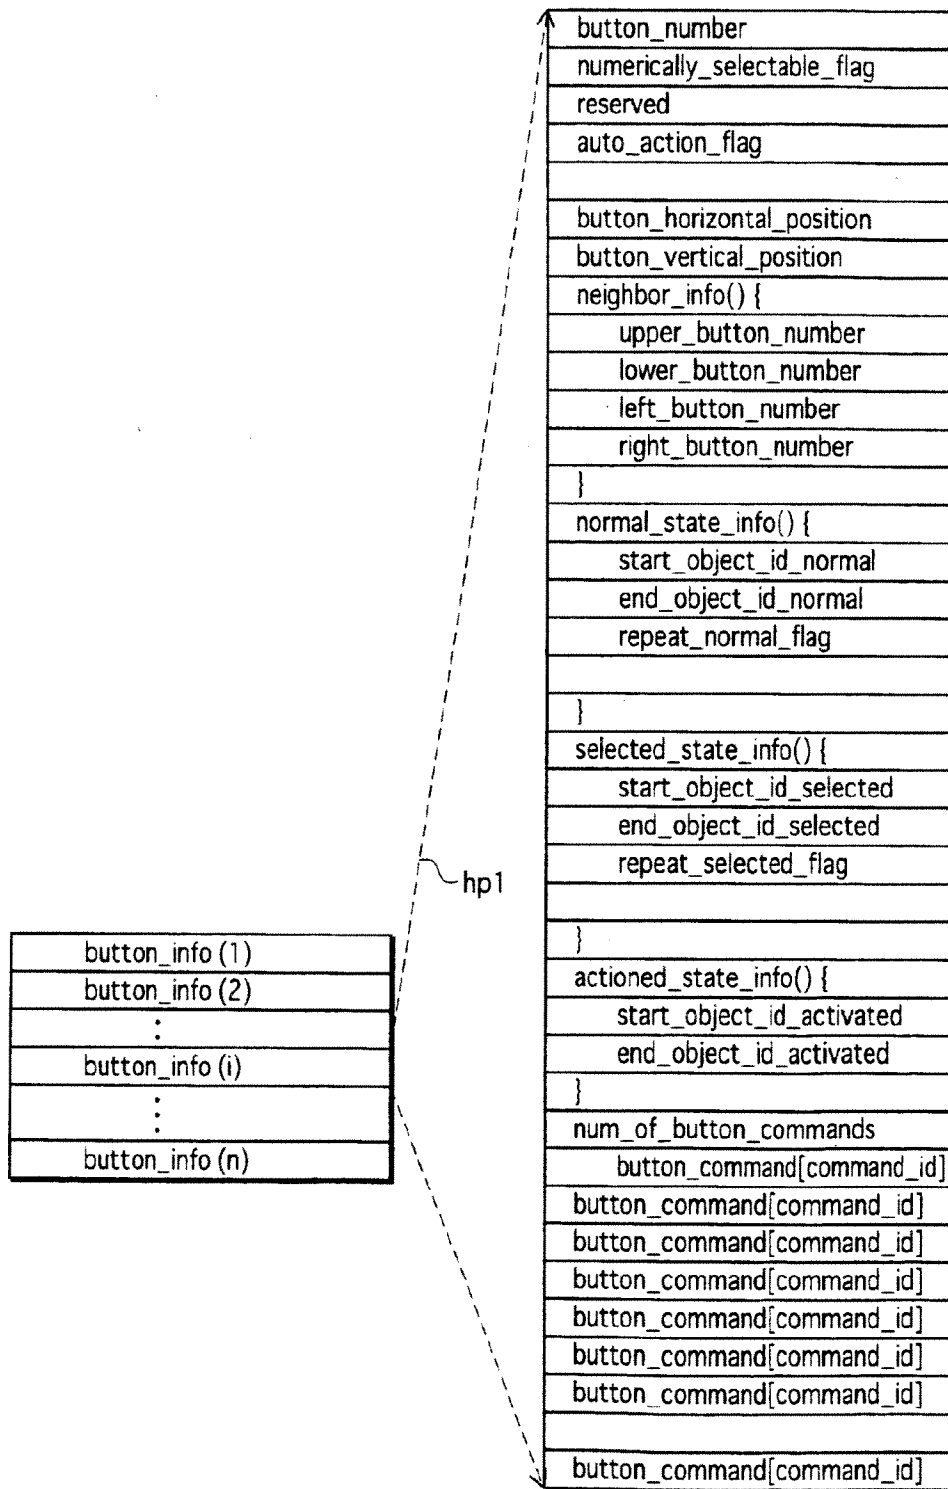 button_number
numerically_selectable_flag
reserved
auto_action_flag
button_horizontal_position
button_vertical_position
neighbor_info() {
upper_button_number
lower_button_number
left_button_number
right_button_number
}
normal_state_info() {
start_object_id_normal
end_object_id_normal
repeat_normal_flag
}
selected_state_info() {
start_object_id_selected
end_object_id_selected
repeat_selected_flag
}
actioned_state_info() {
start_object_id_activated
end_object_id_activated
}
num_of_button_commands
button_command[command_id]
button_command[command_id]
button_command[command_id]
button_command[command_id]
button_command[command_id]
button_command[command_id]
button_command[command_id]
button_command[command_id]
hp1
button_info (1)
button_info (2)
button_info (i)
button_info (n)